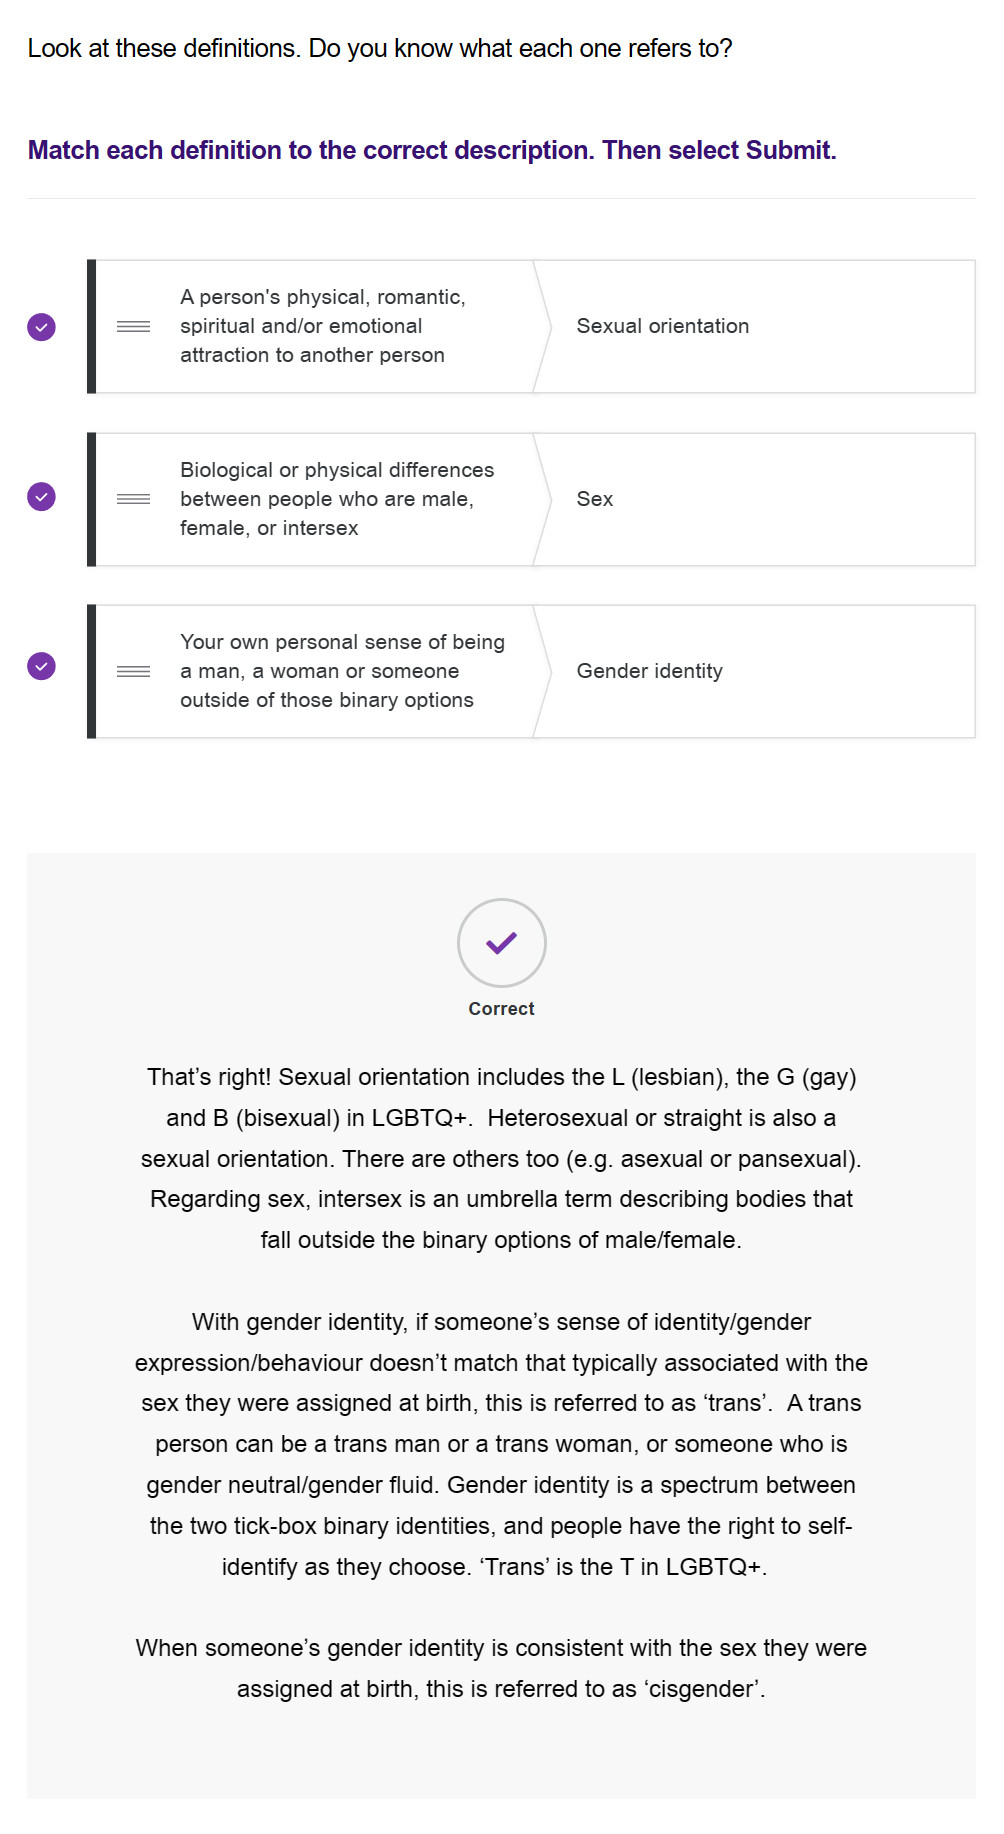 Look at these definitions. Do you know what each one refers to?
Match each definition to the correct description. Then select Submit.
A person's physical, romantic,
spiritual and/or emotional
attraction to another person
Sexual orientation
Biological or physical differences
between people who are male,
female, or intersex
Sex
Your own personal sense of being
a man, a woman or someone
outside of those binary options
Gender identity
Correct
That’s right! Sexual orientation includes the L (lesbian), the G (gay)
and B (bisexual) in LGBTQ+.  Heterosexual or straight is also a
sexual orientation. There are others too (e.g. asexual or pansexual).
Regarding sex, intersex is an umbrella term describing bodies that
fall outside the binary options of male/female.
With gender identity, if someone’s sense of identity/gender
expression/behaviour doesn’t match that typically associated with the
sex they were assigned at birth, this is referred to as ‘trans’.  A trans
person can be a trans man or a trans woman, or someone who is
gender neutral/gender fluid. Gender identity is a spectrum between
the two tick-box binary identities, and people have the right to self-
identify as they choose. ‘Trans’ is the T in LGBTQ+.
When someone’s gender identity is consistent with the sex they were
assigned at birth, this is referred to as ‘cisgender’.